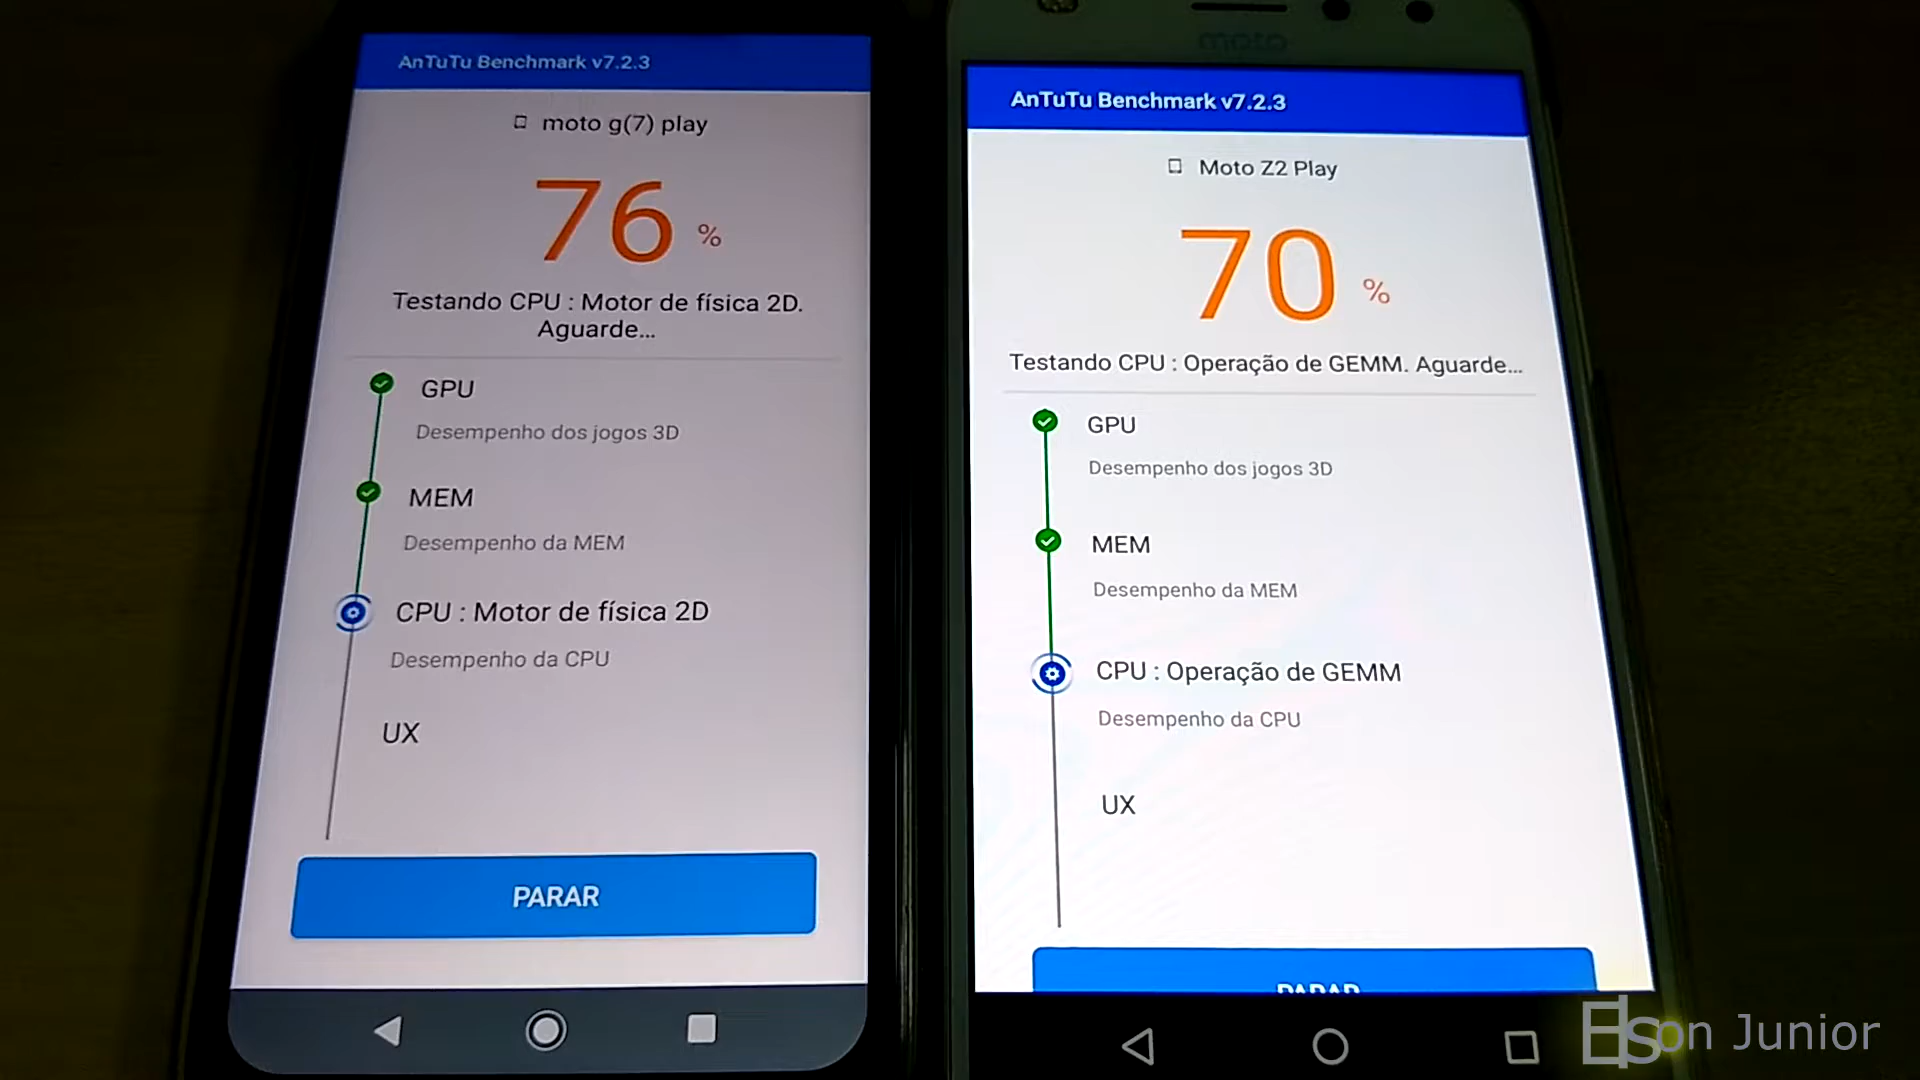 AnTuTu Benchmark v7.2.3
moto g(7) play
76 %
Testando CPU : Motor de física 2D.
Aguarde...
GPU
Desempenho dos jogos 3D
MEM
Desempenho da MEM
CPU : Motor de física 2D
Desempenho da CPU
UX
PARAR
moto
AnTuTu Benchmark v7.2.3
Moto Z2 Play
70 %
Testando CPU : Operação de GEMM. Aguarde...
GPU
Desempenho dos jogos 3D
MEM
Desempenho da MEM
CPU : Operação de GEMM
Desempenho da CPU
UX
PARAR
Elson Junior